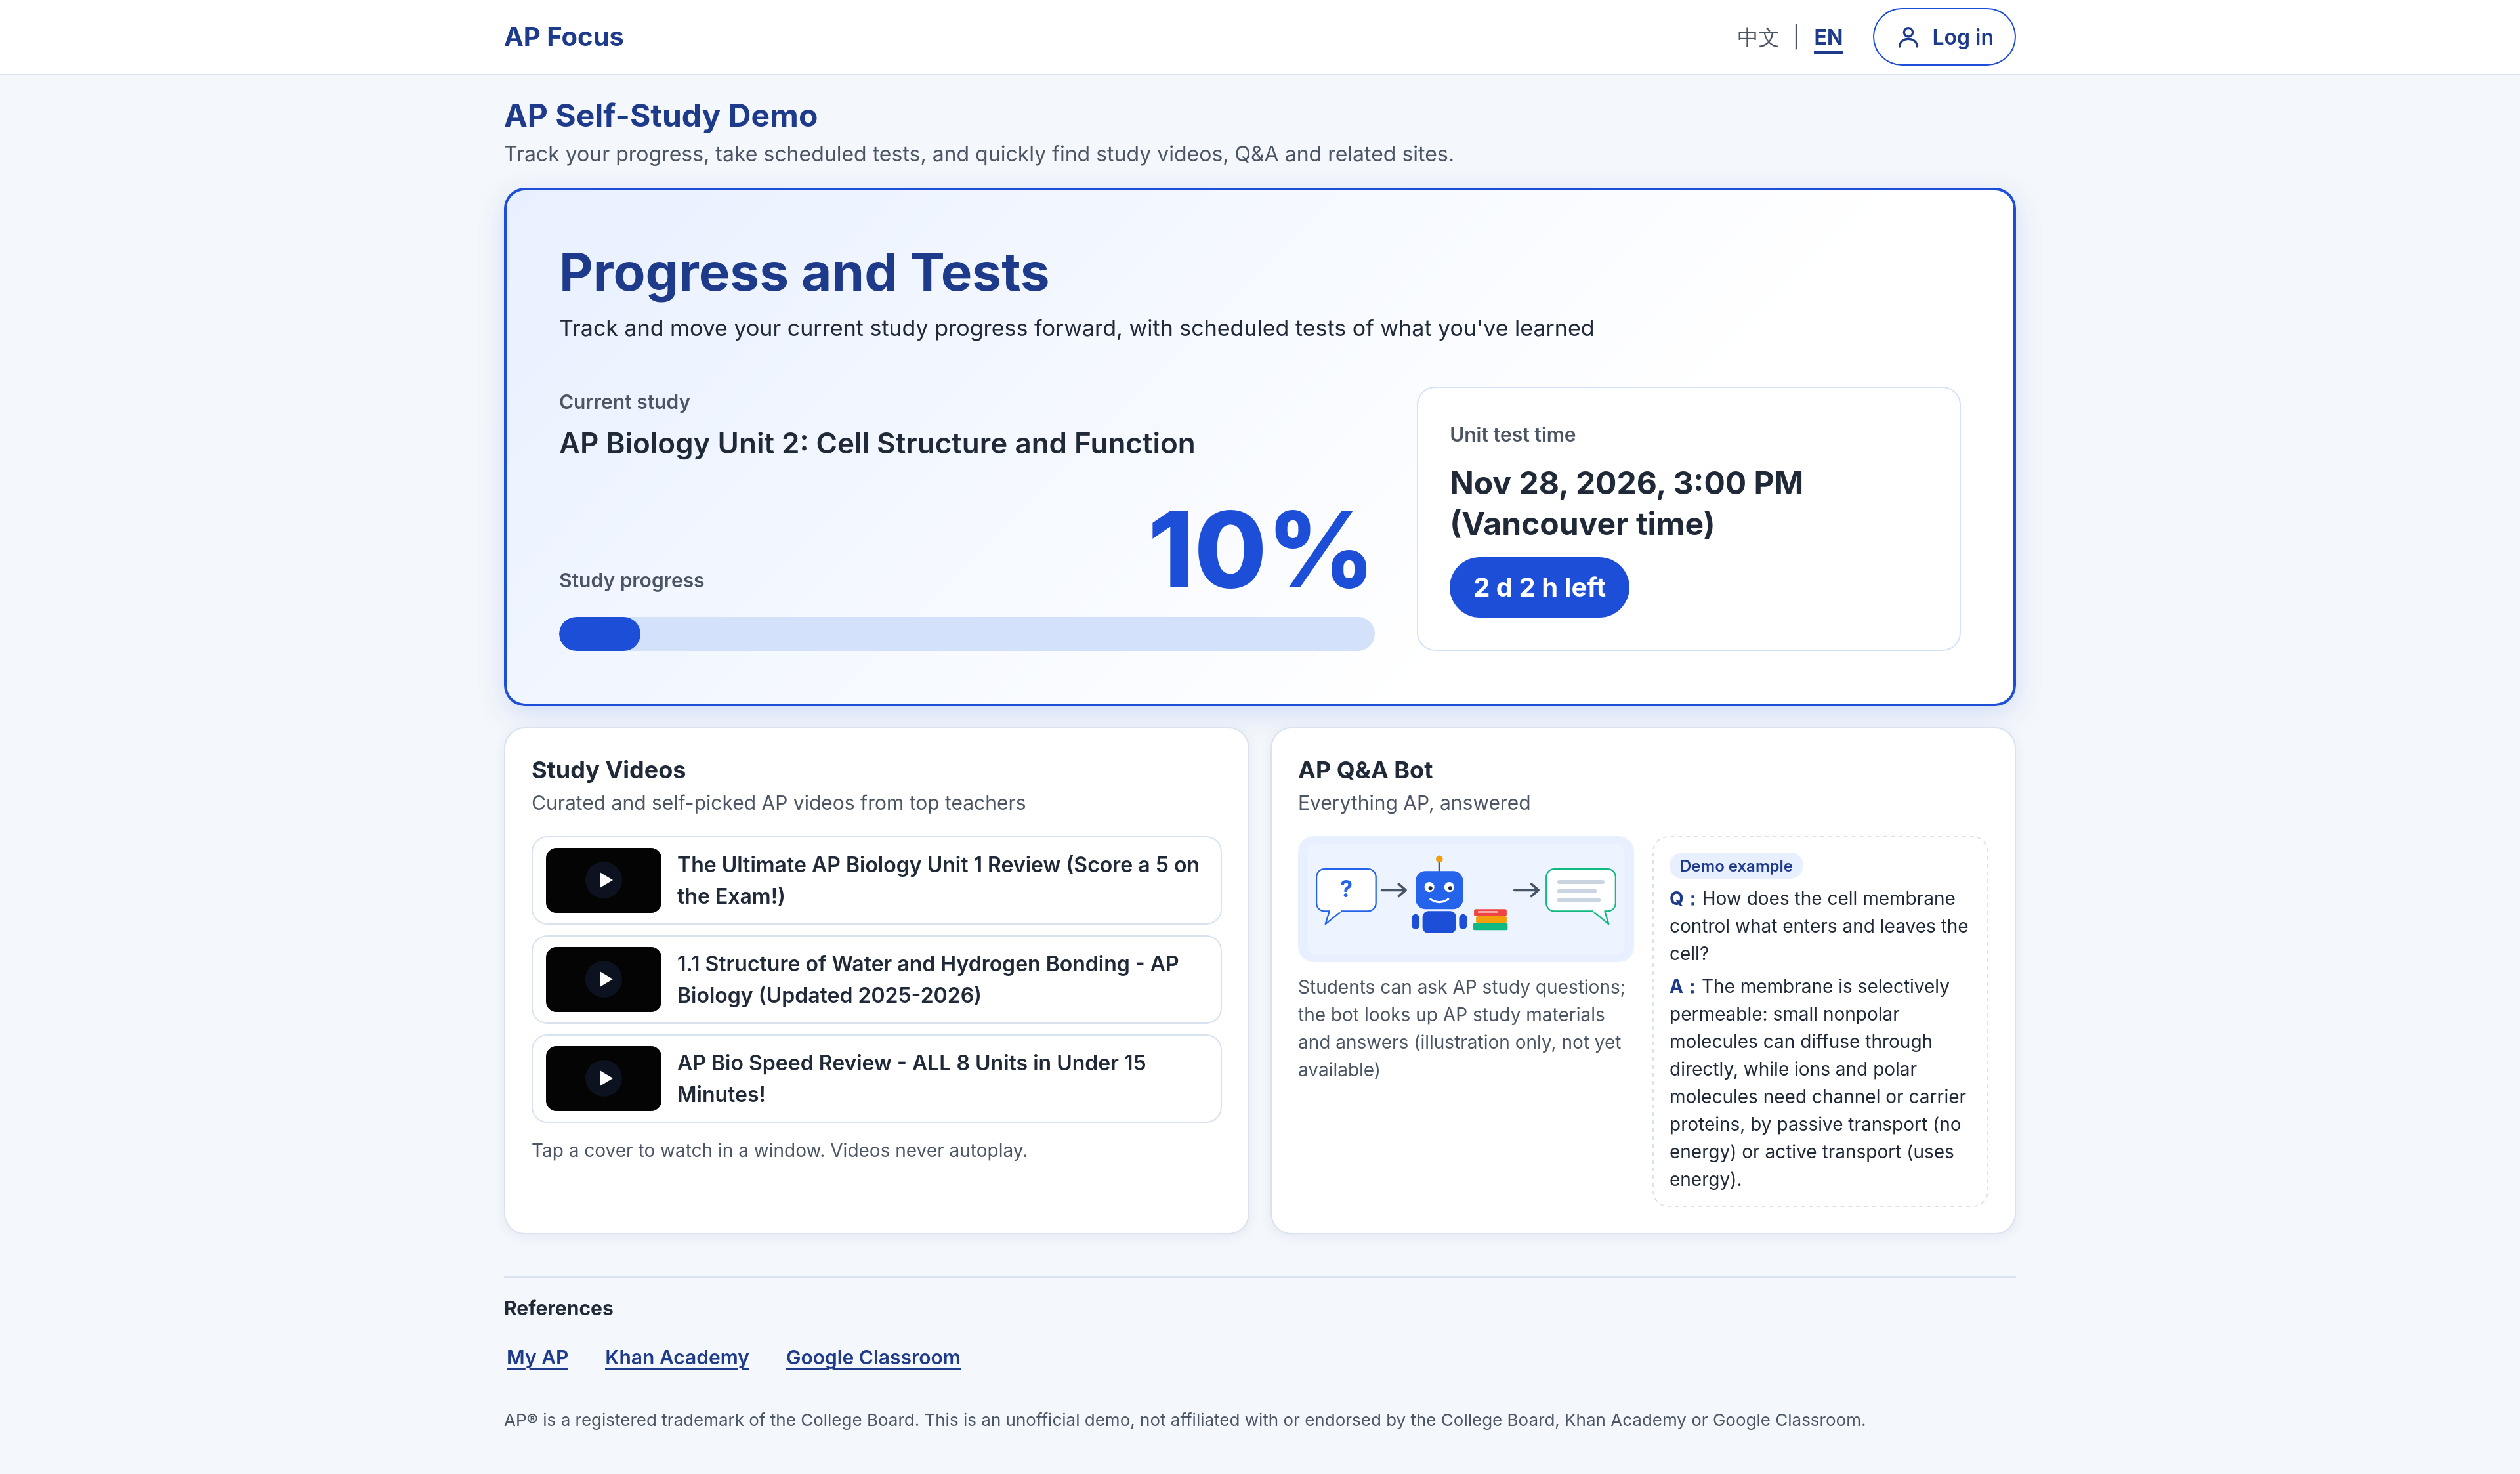 AP Focus
中文 | EN
Log in
AP Self-Study Demo
Track your progress, take scheduled tests, and quickly find study videos, Q&A and related sites.
Progress and Tests
Track and move your current study progress forward, with scheduled tests of what you've learned
Current study
AP Biology Unit 2: Cell Structure and Function
Study progress
10%
Unit test time
Nov 28, 2026, 3:00 PM
(Vancouver time)
2 d 2 h left
Study Videos
Curated and self-picked AP videos from top teachers
The Ultimate AP Biology Unit 1 Review (Score a 5 on
the Exam!)
1.1 Structure of Water and Hydrogen Bonding - AP
Biology (Updated 2025-2026)
AP Bio Speed Review - ALL 8 Units in Under 15
Minutes!
Tap a cover to watch in a window. Videos never autoplay.
AP Q&A Bot
Everything AP, answered
?
Students can ask AP study questions;
the bot looks up AP study materials
and answers (illustration only, not yet
available)
Demo example
Q : How does the cell membrane
control what enters and leaves the
cell?
A : The membrane is selectively
permeable: small nonpolar
molecules can diffuse through
directly, while ions and polar
molecules need channel or carrier
proteins, by passive transport (no
energy) or active transport (uses
energy).
References
My AP
Khan Academy
Google Classroom
AP® is a registered trademark of the College Board. This is an unofficial demo, not affiliated with or endorsed by the College Board, Khan Academy or Google Classroom.